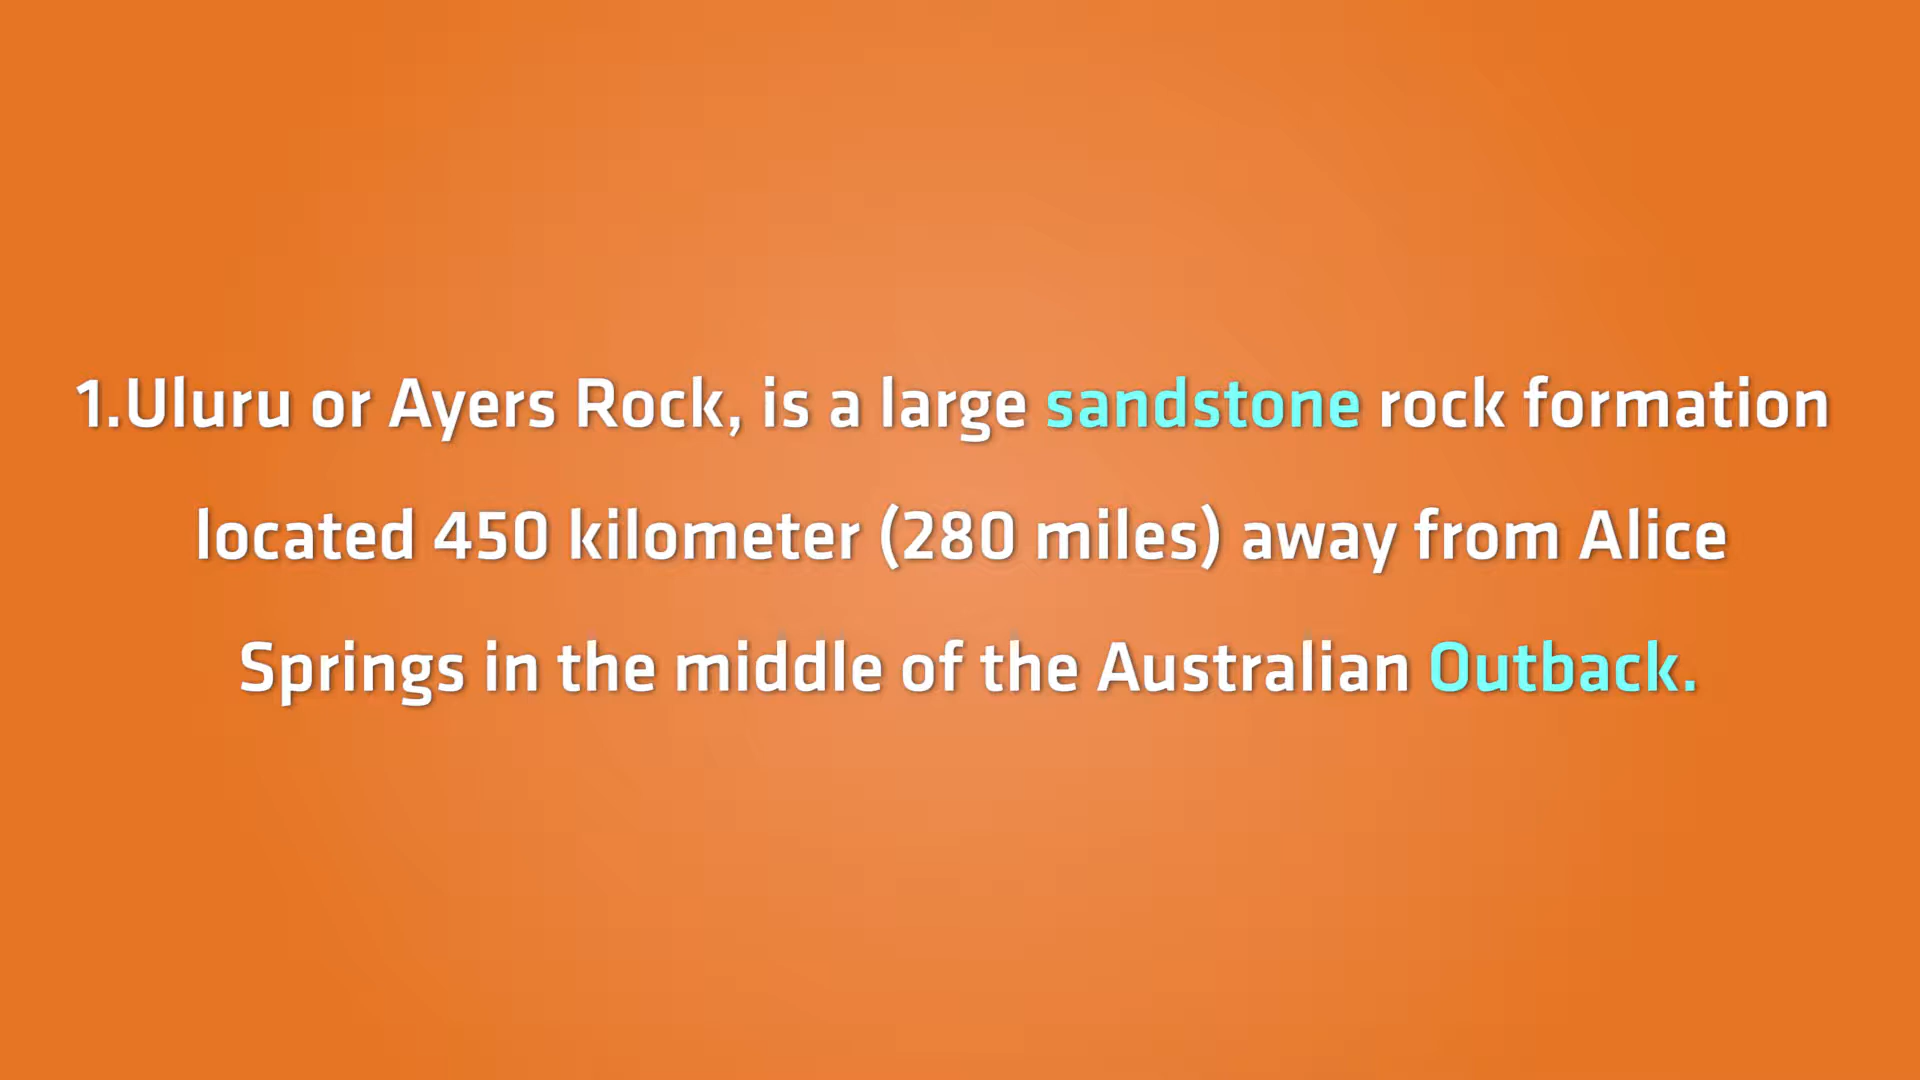 1.Uluru or Ayers Rock, is a large sandstone rock formation
located 450 kilometer (280 miles) away from Alice
Springs in the middle of the Australian Outback.